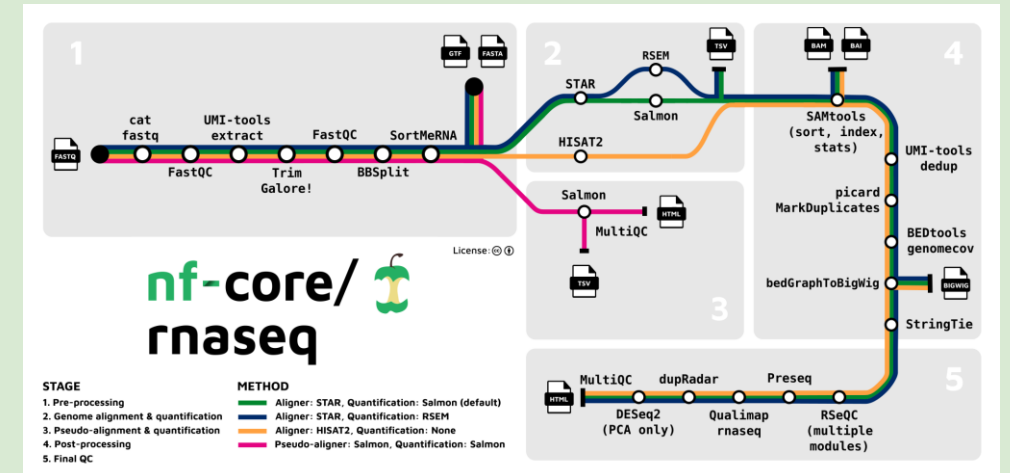 1
GTF
FASTA
FASTQ
cat
fastq
FastQC
UMI-tools
extract
Trim
Galore!
FastQC
BBSplit
SortMeRNA
2
STAR
RSEM
Salmon
HISAT2
TSV
Salmon
MultiQC
HTML
TSV
3
BAM
BAI
4
SAMtools
(sort, index,
stats)
UMI-tools
dedup
picard
MarkDuplicates
BEDtools
genomecov
bedGraphToBigWig
BIGWIG
StringTie
5
HTML
MultiQC
DESeq2
(PCA only)
dupRadar
Qualimap
rnaseq
Preseq
RSeQC
(multiple
modules)
License:
nf-core/
rnaseq
STAGE
1. Pre-processing
2. Genome alignment & quantification
3. Pseudo-alignment & quantification
4. Post-processing
5. Final QC
METHOD
Aligner: STAR, Quantification: Salmon (default)
Aligner: STAR, Quantification: RSEM
Aligner: HISAT2, Quantification: None
Pseudo-aligner: Salmon, Quantification: Salmon